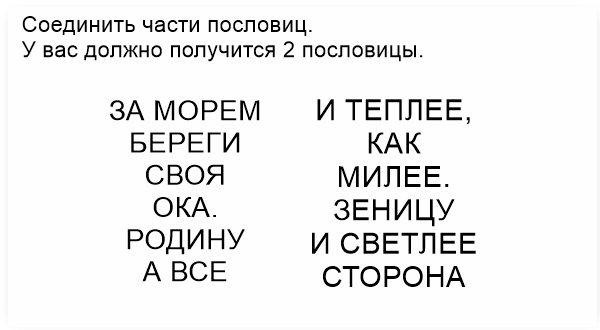 Соединить части пословиц.
У вас должно получится 2 пословицы.
ЗА МОРЕМ
БЕРЕГИ
СВОЯ
ОКА.
РОДИНУ
А ВСЕ
И ТЕПЛЕЕ,
КАК
МИЛЕЕ.
ЗЕНИЦУ
И СВЕТЛЕЕ
СТОРОНА